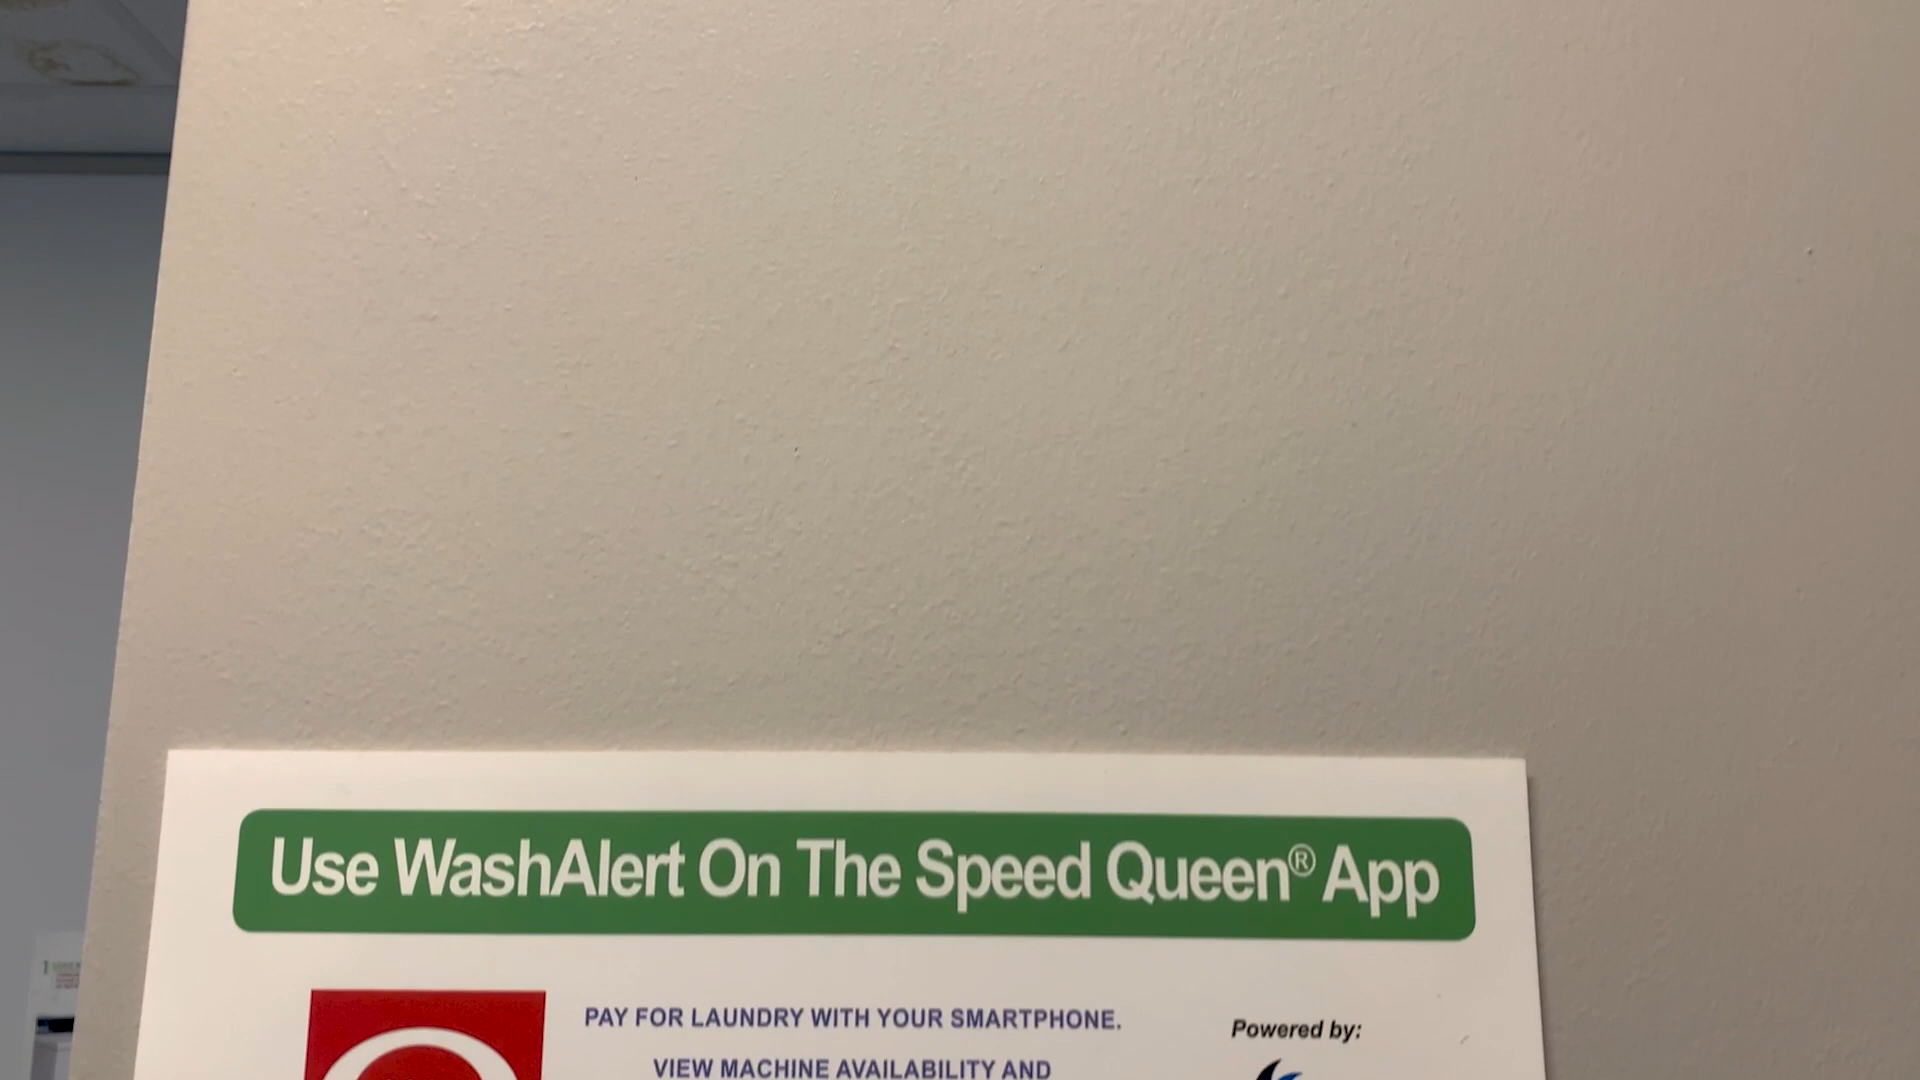 Use WashAlert On The Speed Queen® App
PAY FOR LAUNDRY WITH YOUR SMARTPHONE.
Powered by:
VIEW MACHINE AVAILABILITY AND
1